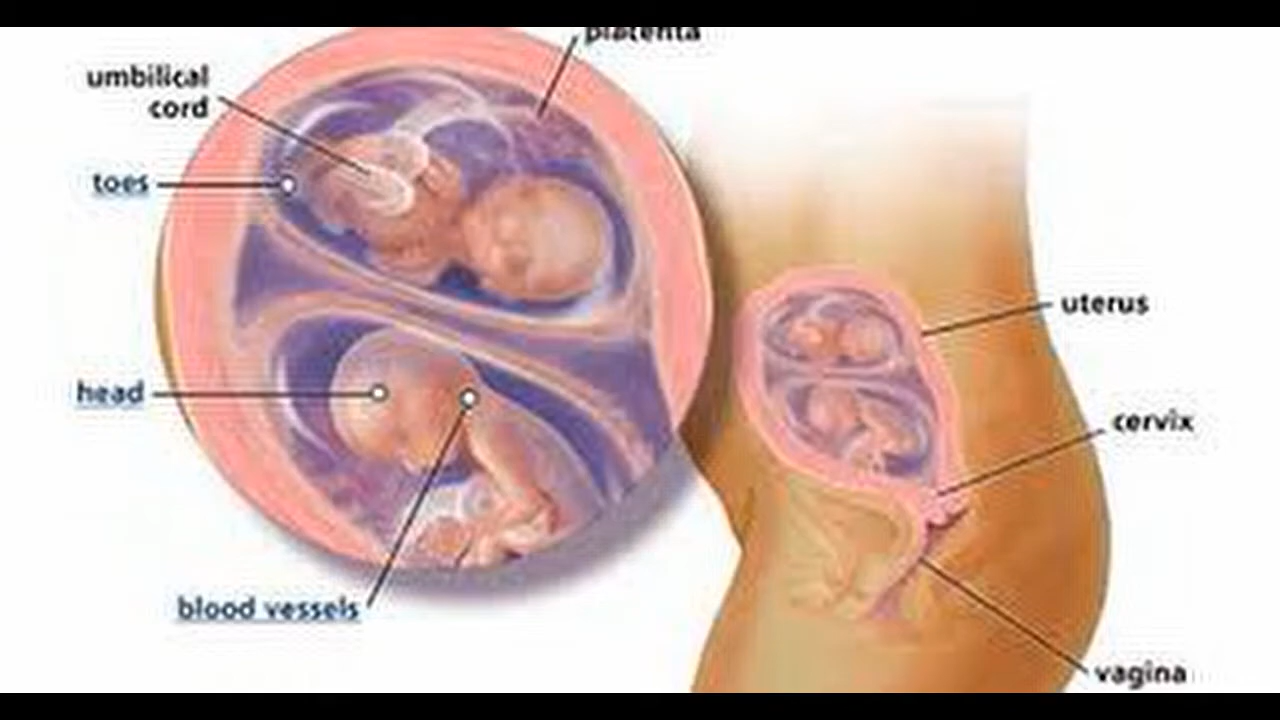 placenta
umbilical
cord
toes
uterus
head
cervix
blood vessels
vagina